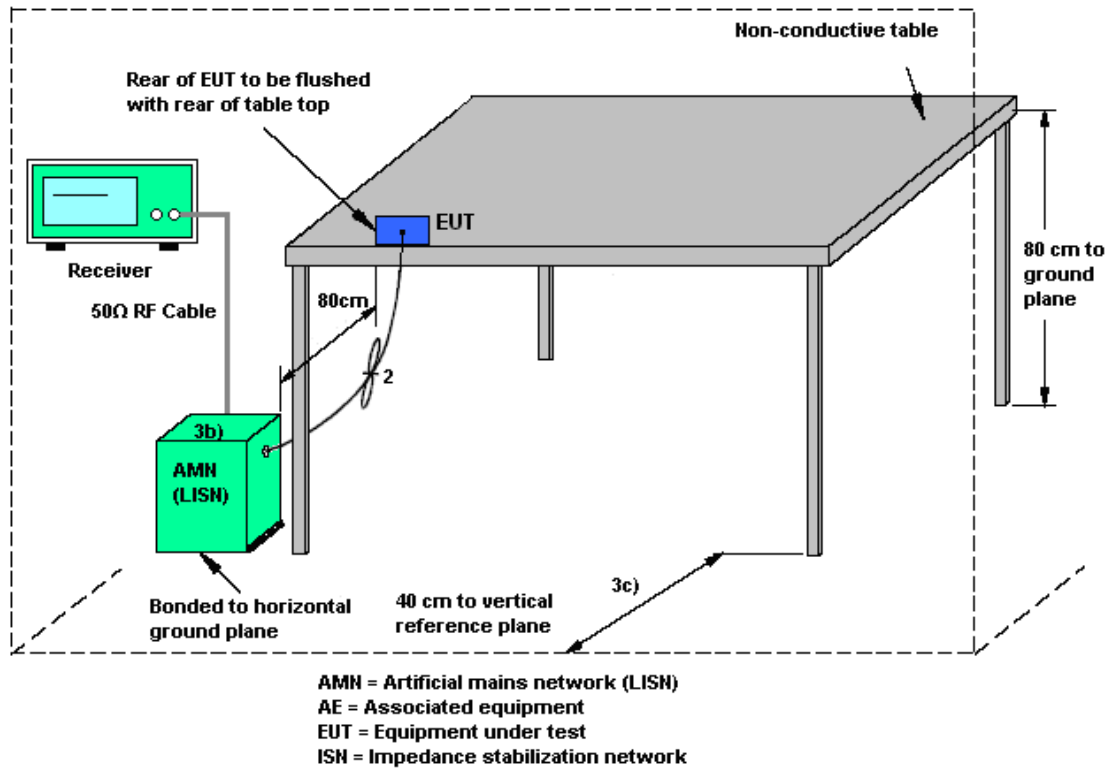 Non-conductive table
Rear of EUT to be flushed
with rear of table top
EUT
Receiver
80 cm to
ground
plane
80cm
50Ω RF Cable
2
3b)
AMN
(LISN)
3c)
Bonded to horizontal
ground plane
40 cm to vertical
reference plane
AMN = Artificial mains network (LISN)
AE = Associated equipment
EUT = Equipment under test
ISN = Impedance stabilization network